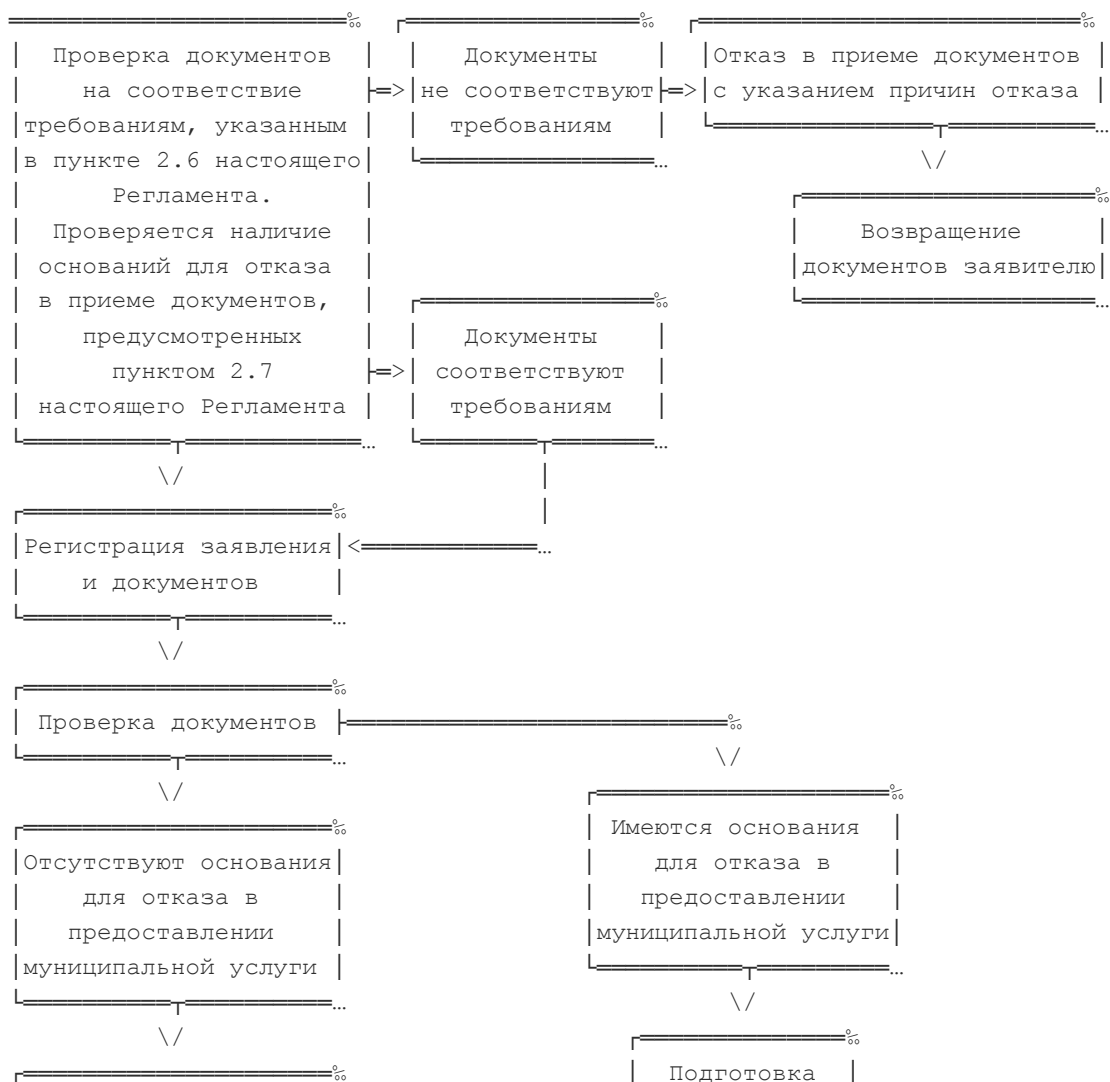 Проверка документов
на соответствие
требованиям, указанным
в пункте 2.6 настоящего
Регламента.
Проверяется наличие
оснований для отказа
в приеме документов,
предусмотренных
пунктом 2.7
настоящего Регламента
Документы
не соответствуют
требованиям
Отказ в приеме документов
с указанием причин отказа
Возвращение
документов заявителю
Документы
соответствуют
требованиям
Регистрация заявления
и документов
Проверка документов
Отсутствуют основания
для отказа в
предоставлении
муниципальной услуги
Имеются основания
для отказа в
предоставлении
муниципальной услуги
Подготовка